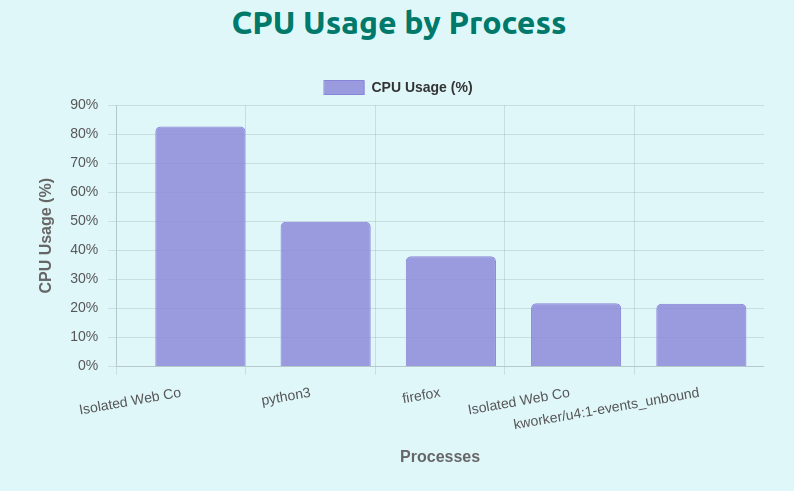 CPU Usage by Process
CPU Usage (%)
CPU Usage (%)
90%
80%
70%
60%
50%
40%
30%
20%
10%
0%
Isolated Web Co
python3
firefox
Isolated Web Co
kworker/u4:1-events_unbound
Processes